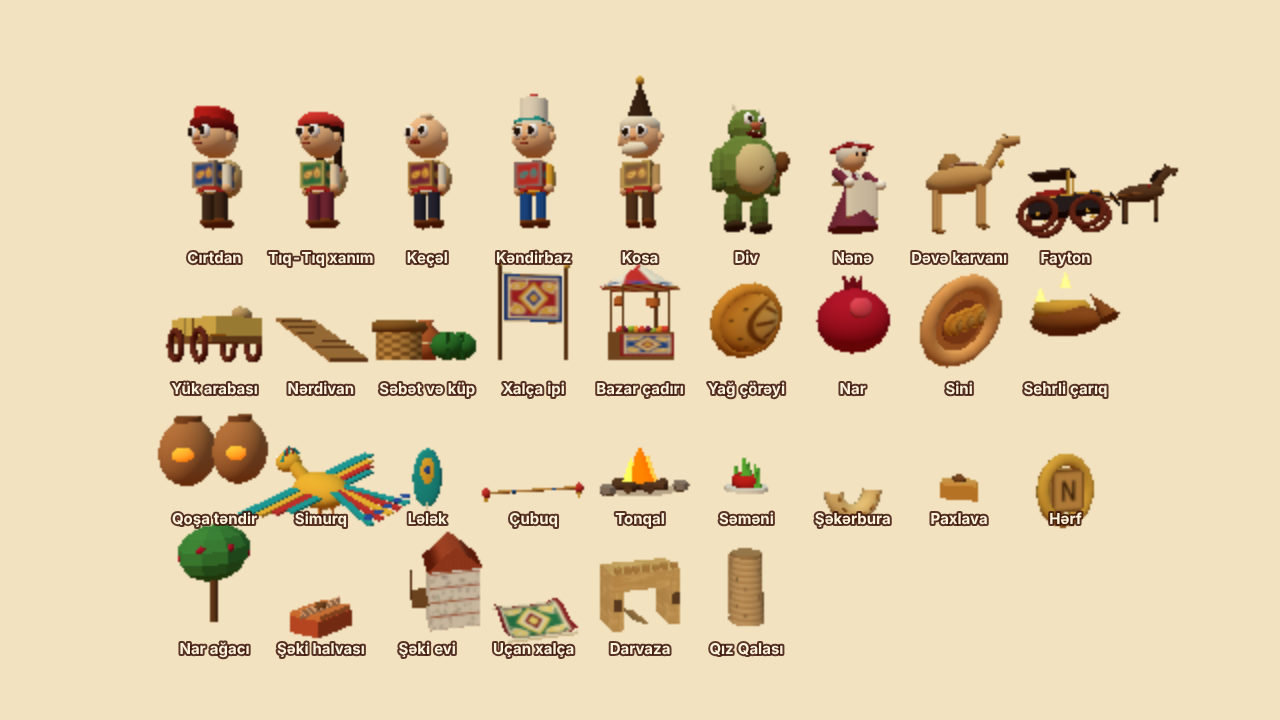 Cırtdan
Tıq-Tıq xanım
Keçəl
Kəndirbaz
Kosa
Div
Nənə
Dəvə karvanı
Fayton
Yük arabası
Nərdivan
Səbət və küp
Xalça ipi
Bazar çadırı
Yağ çörəyi
Nar
Sini
Sehrli çarıq
Qoşa təndir
Simurq
Lələk
Çubuq
Tonqal
Səməni
Şəkərbura
Paxlava
N
Hərf
Nar ağacı
Şəki halvası
Şəki evi
Uçan xalça
Darvaza
Qız Qalası